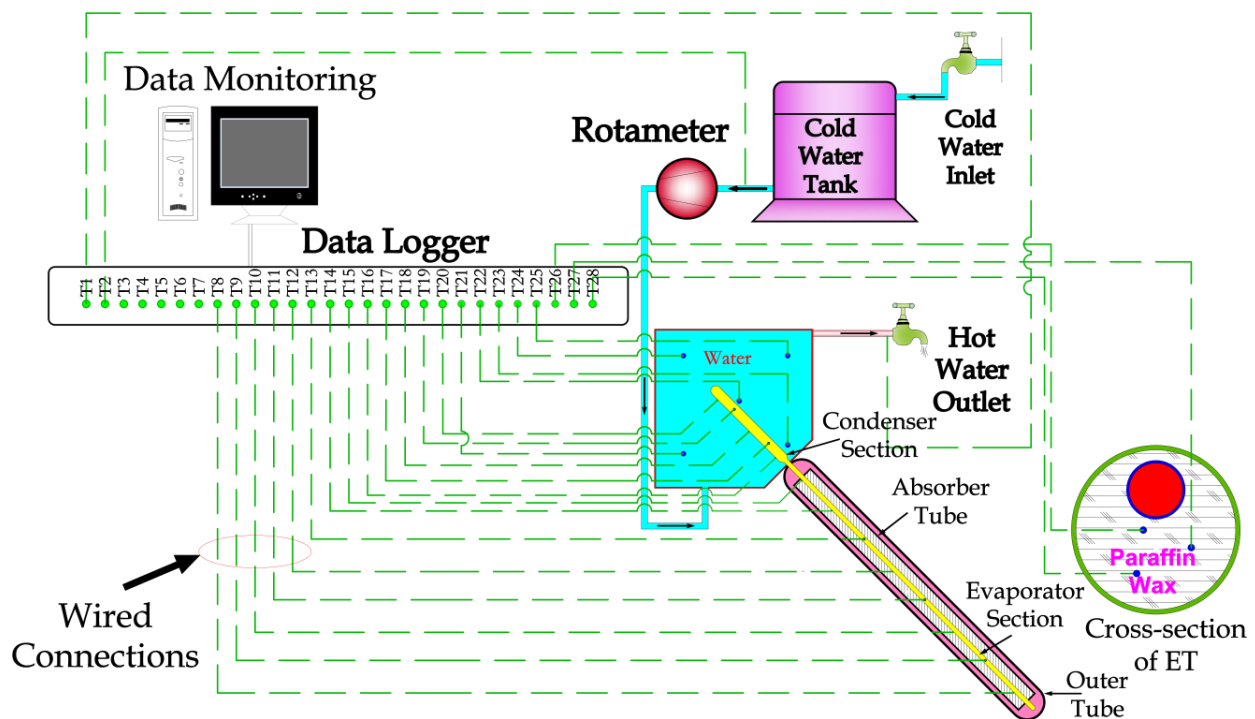 Data Monitoring
Rotameter
Cold
Water
Tank
Cold
Water
Inlet
Data Logger
T1 T2 T3 T4 T5 T6 T7 T8 T9 T10 T11 T12 T13 T14 T15 T16 T17 T18 T19 T20 T21 T22 T23 T24 T25 T26 T27 T28
Water
Hot
Water
Outlet
Condenser
Section
Absorber
Tube
Evaporator
Section
Outer
Tube
Paraffin
Wax
Cross-section
of ET
Wired
Connections